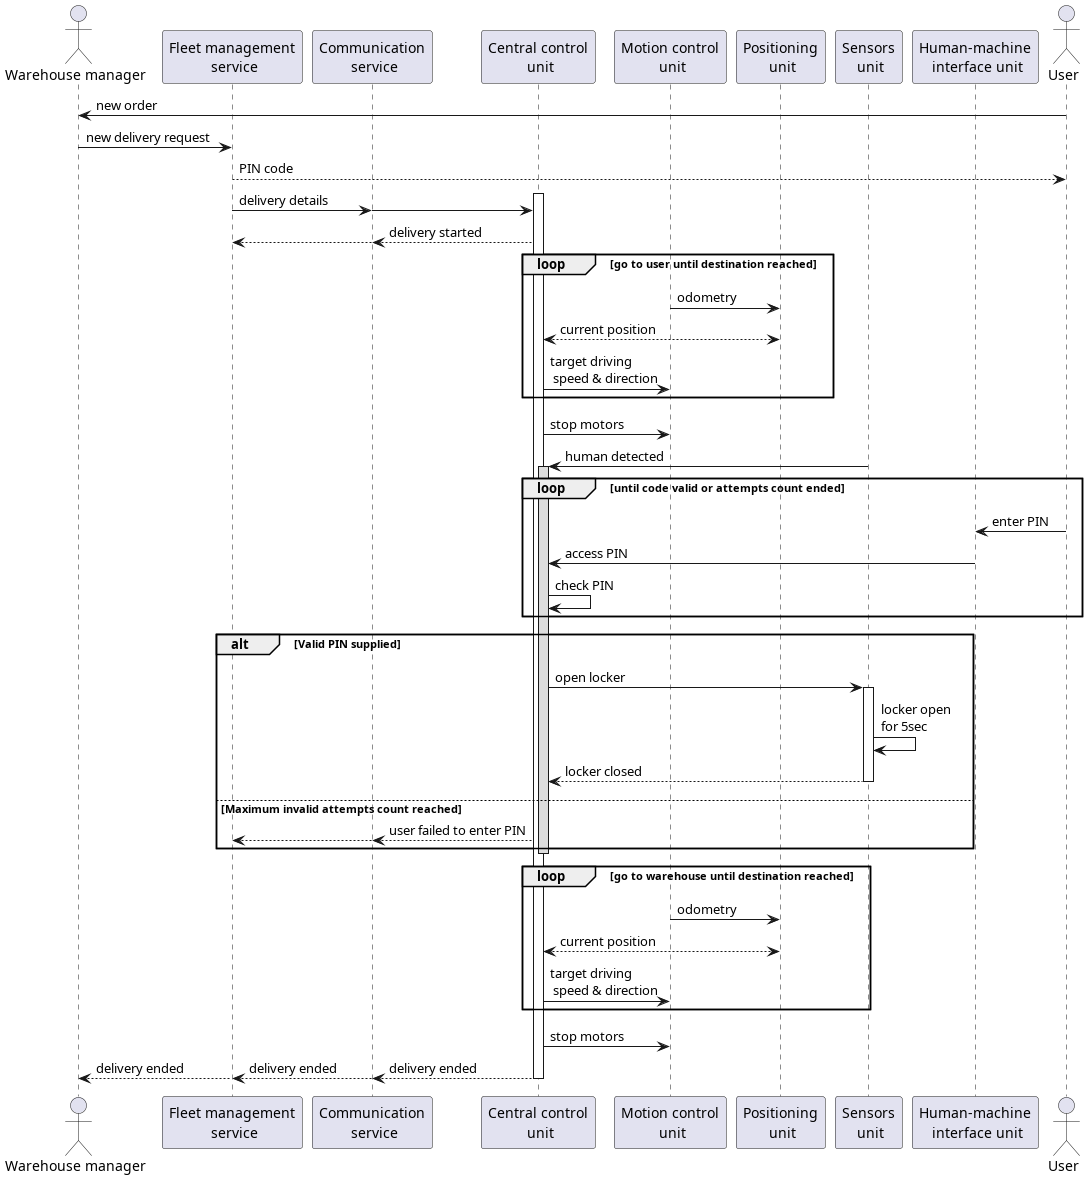 Warehouse manager
Fleet management
service
Communication
service
Central control
unit
Motion control
unit
Positioning
unit
Sensors
unit
Human-machine
interface unit
User
new order
new delivery request
PIN code
delivery details
delivery started
loop [go to user until destination reached]
odometry
current position
target driving
speed & direction
stop motors
human detected
loop [until code valid or attempts count ended]
enter PIN
access PIN
check PIN
alt [Valid PIN supplied]
open locker
locker open
for 5sec
locker closed
[Maximum invalid attempts count reached]
user failed to enter PIN
loop [go to warehouse until destination reached]
odometry
current position
target driving
speed & direction
stop motors
delivery ended delivery ended delivery ended
Warehouse manager
Fleet management
service
Communication
service
Central control
unit
Motion control
unit
Positioning
unit
Sensors
unit
Human-machine
interface unit
User